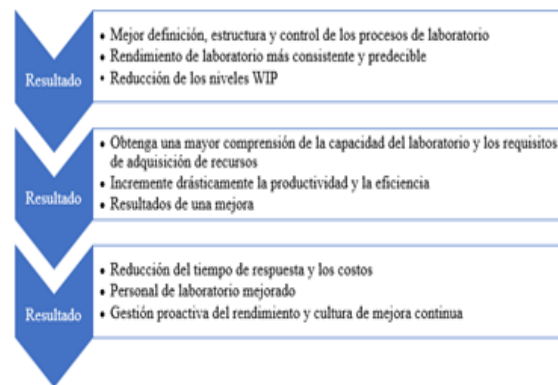 Resultado
• Mejor definición, estructura y control de los procesos de laboratorio
• Rendimiento de laboratorio más consistente y predecible
• Reducción de los niveles WIP
Resultado
• Obtenga una mayor comprensión de la capacidad del laboratorio y los requisitos
de adquisición de recursos
• Incremente drásticamente la productividad y la eficiencia
• Resultados de una mejora
Resultado
• Reducción del tiempo de respuesta y los costos
• Personal de laboratorio mejorado
• Gestión proactiva del rendimiento y cultura de mejora continua